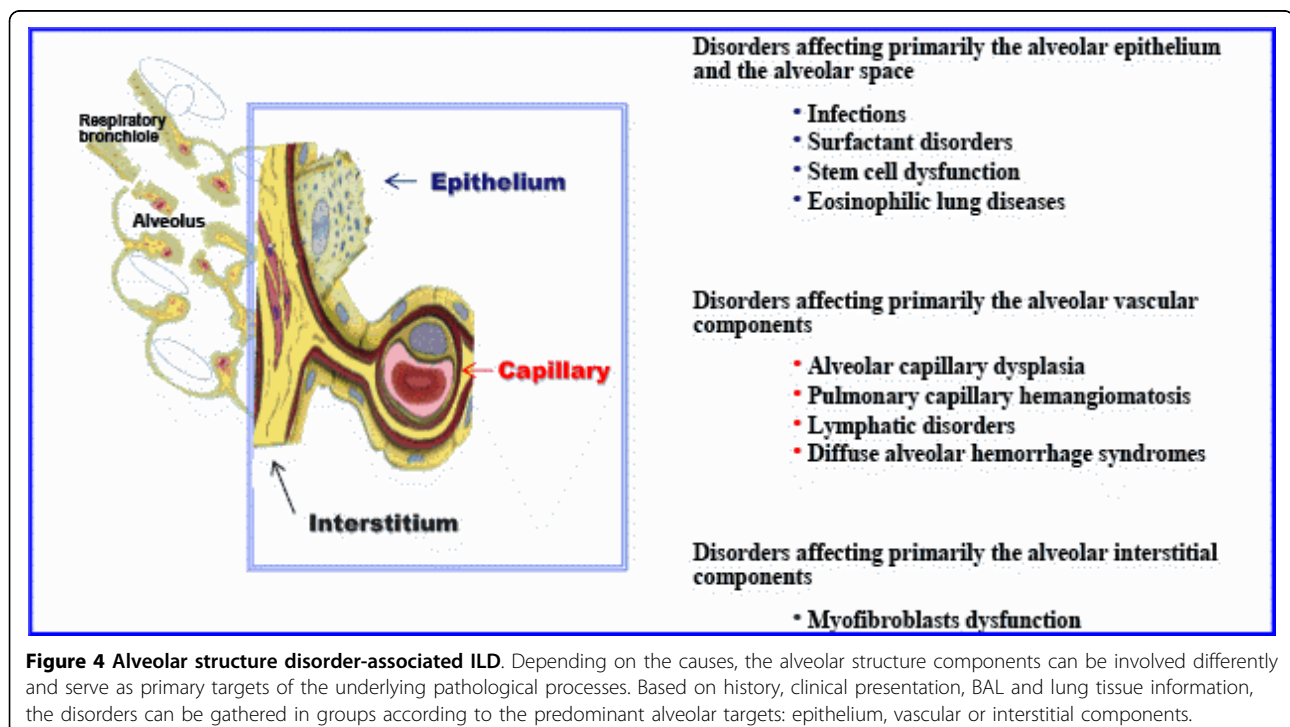 Respiratory
bronchiole
Alveolus
Epithelium
Capillary
Interstitium
Disorders affecting primarily the alveolar epithelium
and the alveolar space
• Infections
• Surfactant disorders
• Stem cell dysfunction
• Eosinophilic lung diseases
Disorders affecting primarily the alveolar vascular
components
• Alveolar capillary dysplasia
• Pulmonary capillary hemangiomatosis
• Lymphatic disorders
• Diffuse alveolar hemorrhage syndromes
Disorders affecting primarily the alveolar interstitial
components
• Myofibroblasts dysfunction
Figure 4 Alveolar structure disorder-associated ILD. Depending on the causes, the alveolar structure components can be involved differently
and serve as primary targets of the underlying pathological processes. Based on history, clinical presentation, BAL and lung tissue information,
the disorders can be gathered in groups according to the predominant alveolar targets: epithelium, vascular or interstitial components.